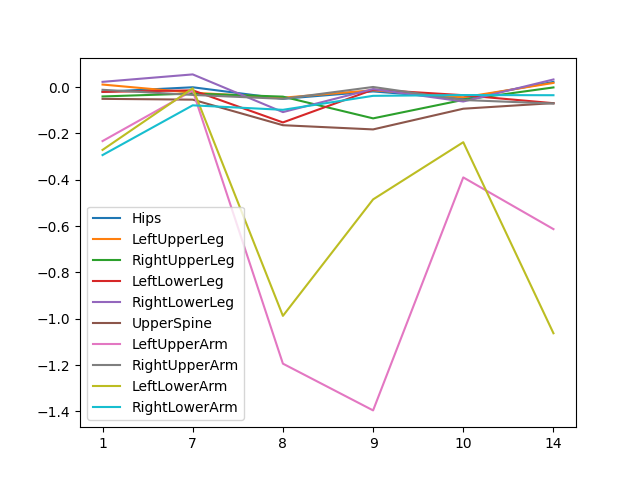 0.0
−0.2
−0.4
−0.6
−0.8
−1.0
−1.2
−1.4
Hips
LeftUpperLeg
RightUpperLeg
LeftLowerLeg
RightLowerLeg
UpperSpine
LeftUpperArm
RightUpperArm
LeftLowerArm
RightLowerArm
1 7 8 9 10 14